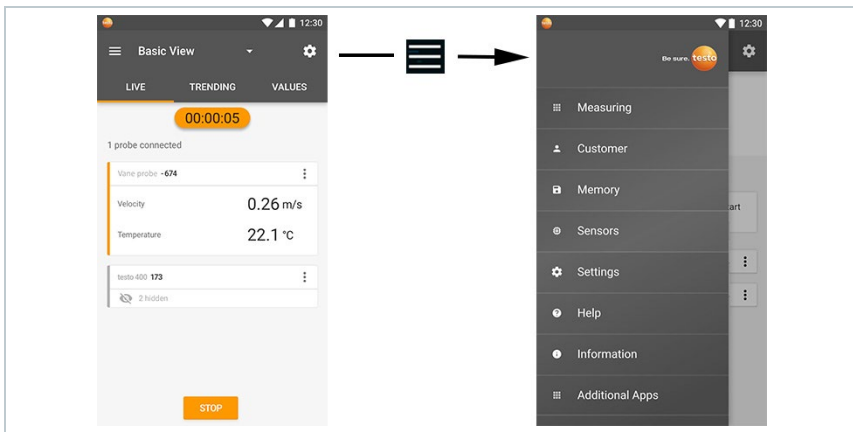 12:30
Basic View
LIVE TRENDING VALUES
00:00:05
1 probe connected
Vane probe -674
Velocity 0.26 m/s
Temperature 22.1 °C
testo 400 173
2 hidden
STOP
12:30
Be sure. testo
Measuring
Customer
Memory
Sensors
Settings
Help
Information
Additional Apps